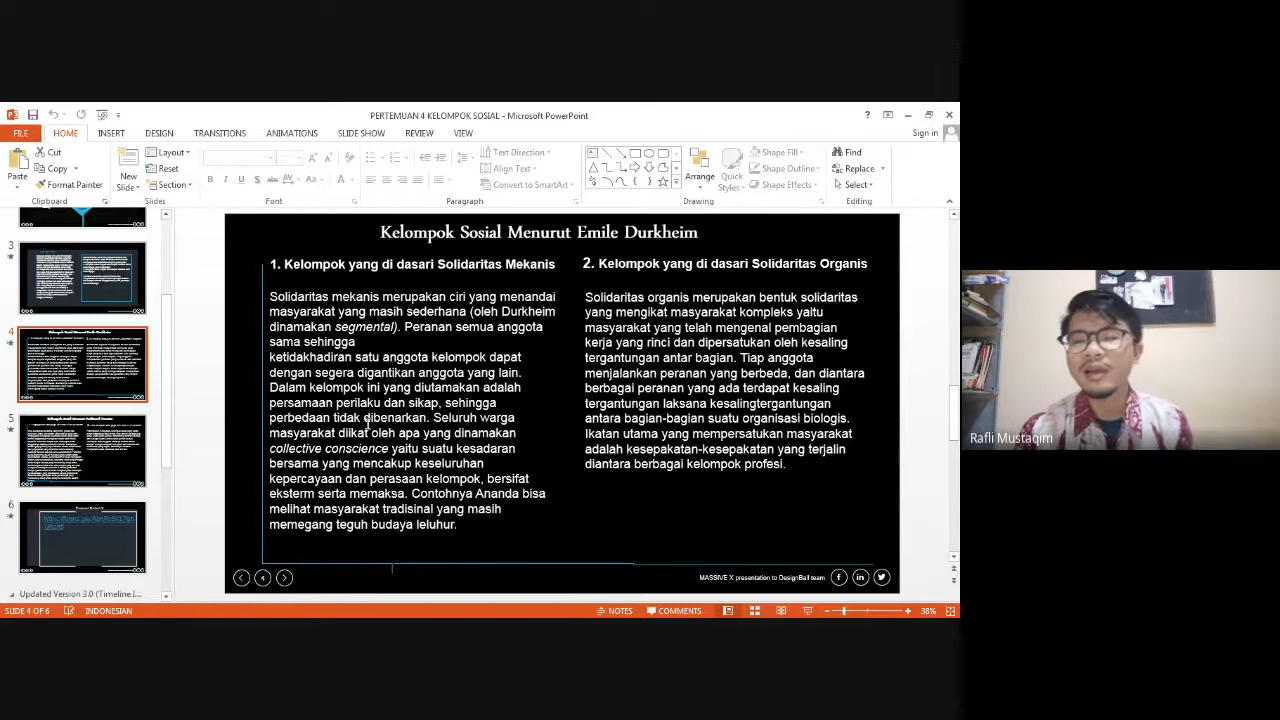 PERTEMUAN 4 KELOMPOK SOSIAL - Microsoft PowerPoint
FILE HOME INSERT DESIGN TRANSITIONS ANIMATIONS SLIDE SHOW REVIEW VIEW Sign in
Paste
Cut
Copy
Format Painter
Clipboard
New Slide
Layout
Reset
Section
Slides
Font
Text Direction
Align Text
Convert to SmartArt
Paragraph
Arrange
Quick Styles
Shape Fill
Shape Outline
Shape Effects
Drawing
Find
Replace
Select
Editing
3
4
5
6
Updated Version 3.0 (Timeline I...
Kelompok Sosial Menurut Emile Durkheim
1. Kelompok yang di dasari Solidaritas Mekanis
Solidaritas mekanis merupakan ciri yang menandai
masyarakat yang masih sederhana (oleh Durkheim
dinamakan segmental). Peranan semua anggota
sama sehingga
ketidakhadiran satu anggota kelompok dapat
dengan segera digantikan anggota yang lain.
Dalam kelompok ini yang diutamakan adalah
persamaan perilaku dan sikap, sehingga
perbedaan tidak dibenarkan. Seluruh warga
masyarakat diikat oleh apa yang dinamakan
collective conscience yaitu suatu kesadaran
bersama yang mencakup keseluruhan
kepercayaan dan perasaan kelompok, bersifat
eksterm serta memaksa. Contohnya Ananda bisa
melihat masyarakat tradisinal yang masih
memegang teguh budaya leluhur.
2. Kelompok yang di dasari Solidaritas Organis
Solidaritas organis merupakan bentuk solidaritas
yang mengikat masyarakat kompleks yaitu
masyarakat yang telah mengenal pembagian
kerja yang rinci dan dipersatukan oleh kesaling
tergantungan antar bagian. Tiap anggota
menjalankan peranan yang berbeda, dan diantara
berbagai peranan yang ada terdapat kesaling
tergantungan laksana kesalingtergantungan
antara bagian-bagian suatu organisasi biologis.
Ikatan utama yang mempersatukan masyarakat
adalah kesepakatan-kesepakatan yang terjalin
diantara berbagai kelompok profesi.
4
MASSIVE X presentation to DesignBall team
SLIDE 4 OF 6 INDONESIAN NOTES COMMENTS 38%
Rafli Mustaqim